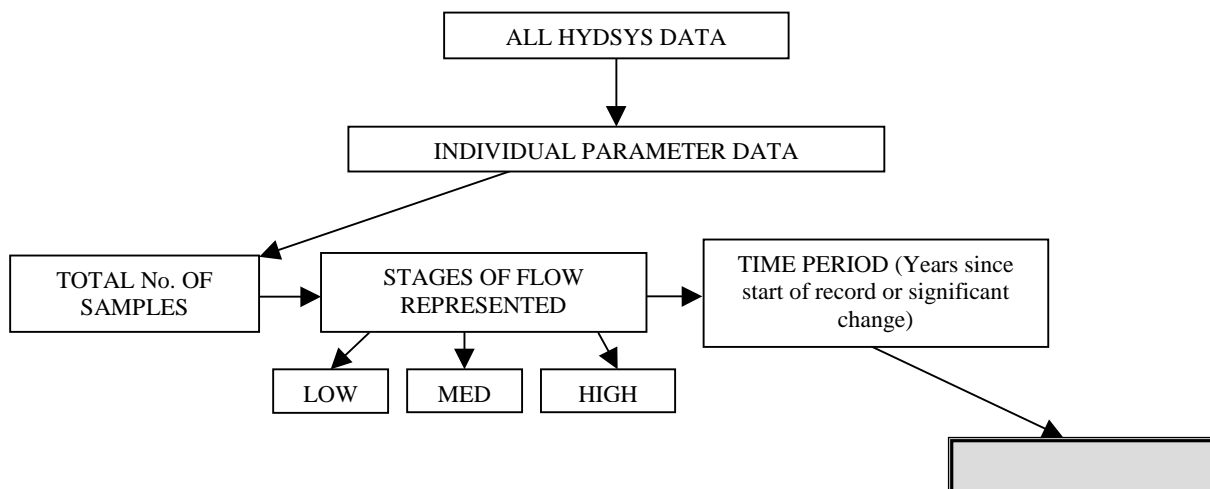 ALL HYDSYS DATA
INDIVIDUAL PARAMETER DATA
TOTAL No. OF
SAMPLES
STAGES OF FLOW
REPRESENTED
TIME PERIOD (Years since
start of record or significant
change)
LOW
MED
HIGH